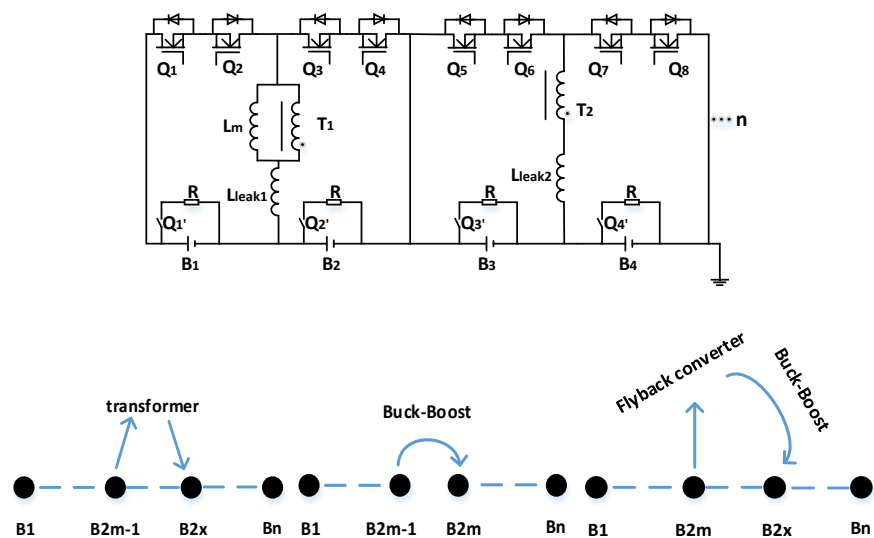 Q1 Q2 Q3 Q4 Q5 Q6 Q7 Q8
Lm T1 T2 n
Lleak1 Lleak2
R R R R
Q1' Q2' Q3' Q4'
B1 B2 B3 B4
transformer
B1 B2m-1 B2x Bn
Buck-Boost
B1 B2m-1 B2m Bn
Flyback converter
Buck-Boost
B1 B2m B2x Bn